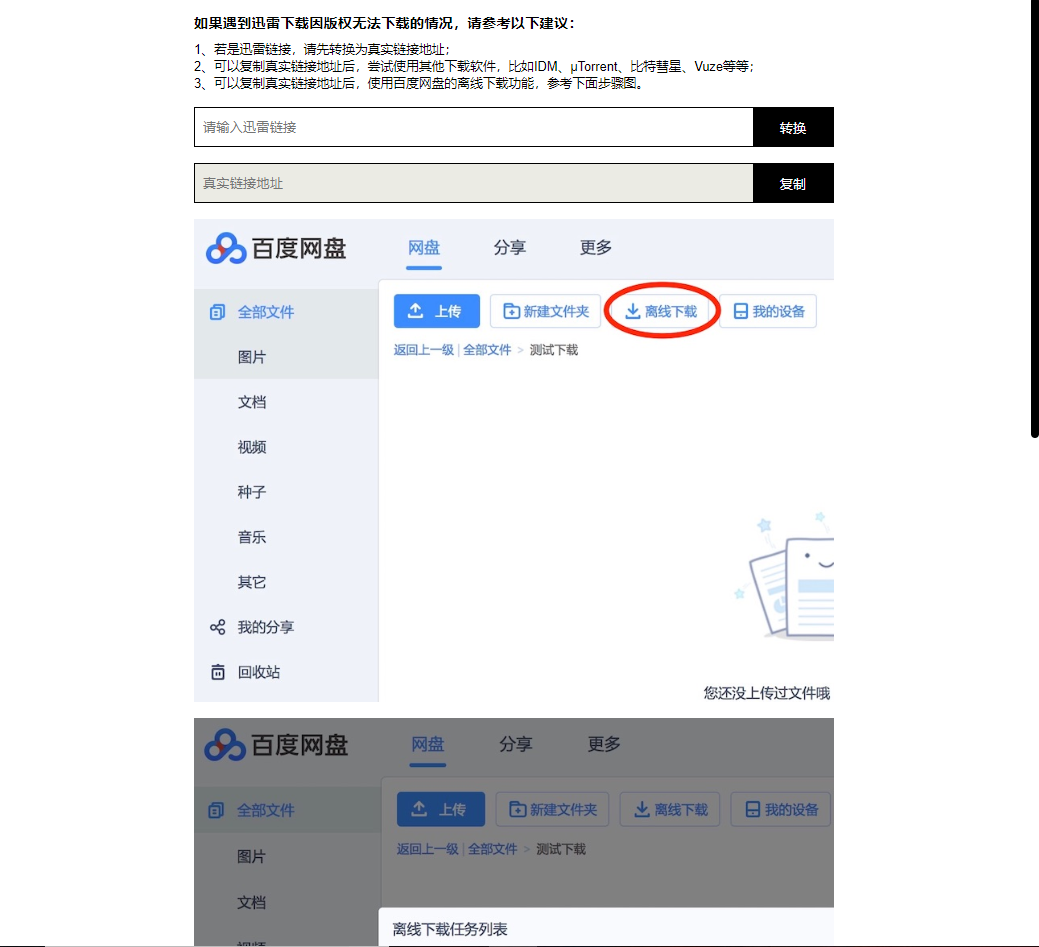 如果遇到迅雷下载因版权无法下载的情况，请参考以下建议：
1、若是迅雷链接，请先转换为真实链接地址；
2、可以复制真实链接地址后，尝试使用其他下载软件，比如IDM、μTorrent、比特彗星、Vuze等等；
3、可以复制真实链接地址后，使用百度网盘的离线下载功能，参考下面步骤图。
请输入迅雷链接 转换
真实链接地址 复制
百度网盘 网盘 分享 更多
全部文件 上传 新建文件夹 离线下载 我的设备
返回上一级 | 全部文件 > 测试下载
图片
文档
视频
种子
音乐
其它
我的分享
回收站
您还没上传过文件哦
百度网盘 网盘 分享 更多
全部文件 上传 新建文件夹 离线下载 我的设备
返回上一级 | 全部文件 > 测试下载
图片
文档
离线下载任务列表